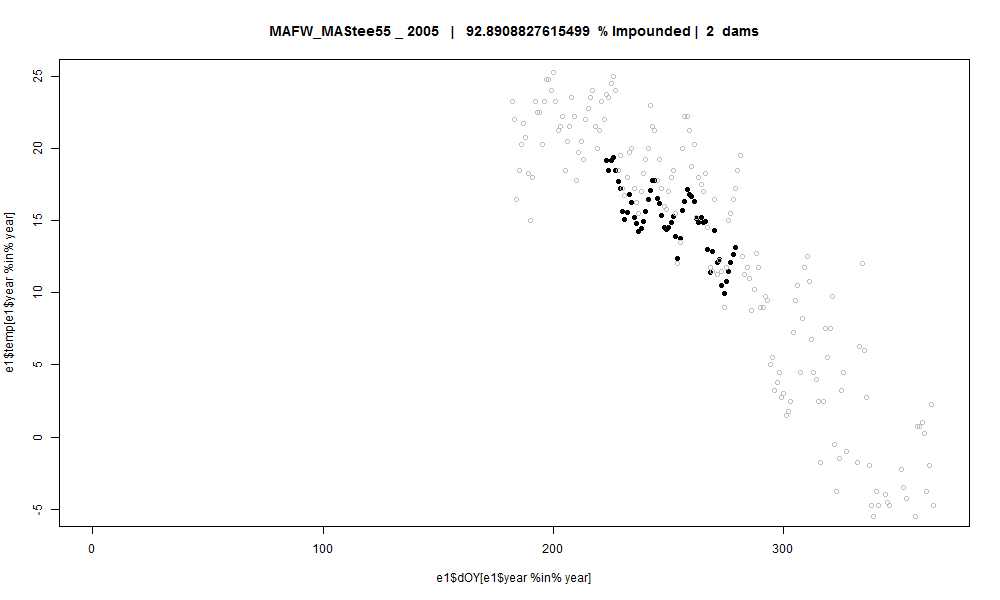 MAFW_MAStee55 _ 2005 | 92.8908827615499 % Impounded | 2 dams
e1$temp[e1$year %in% year]
25
20
15
10
5
0
-5
0 100 200 300
e1$dOY[e1$year %in% year]